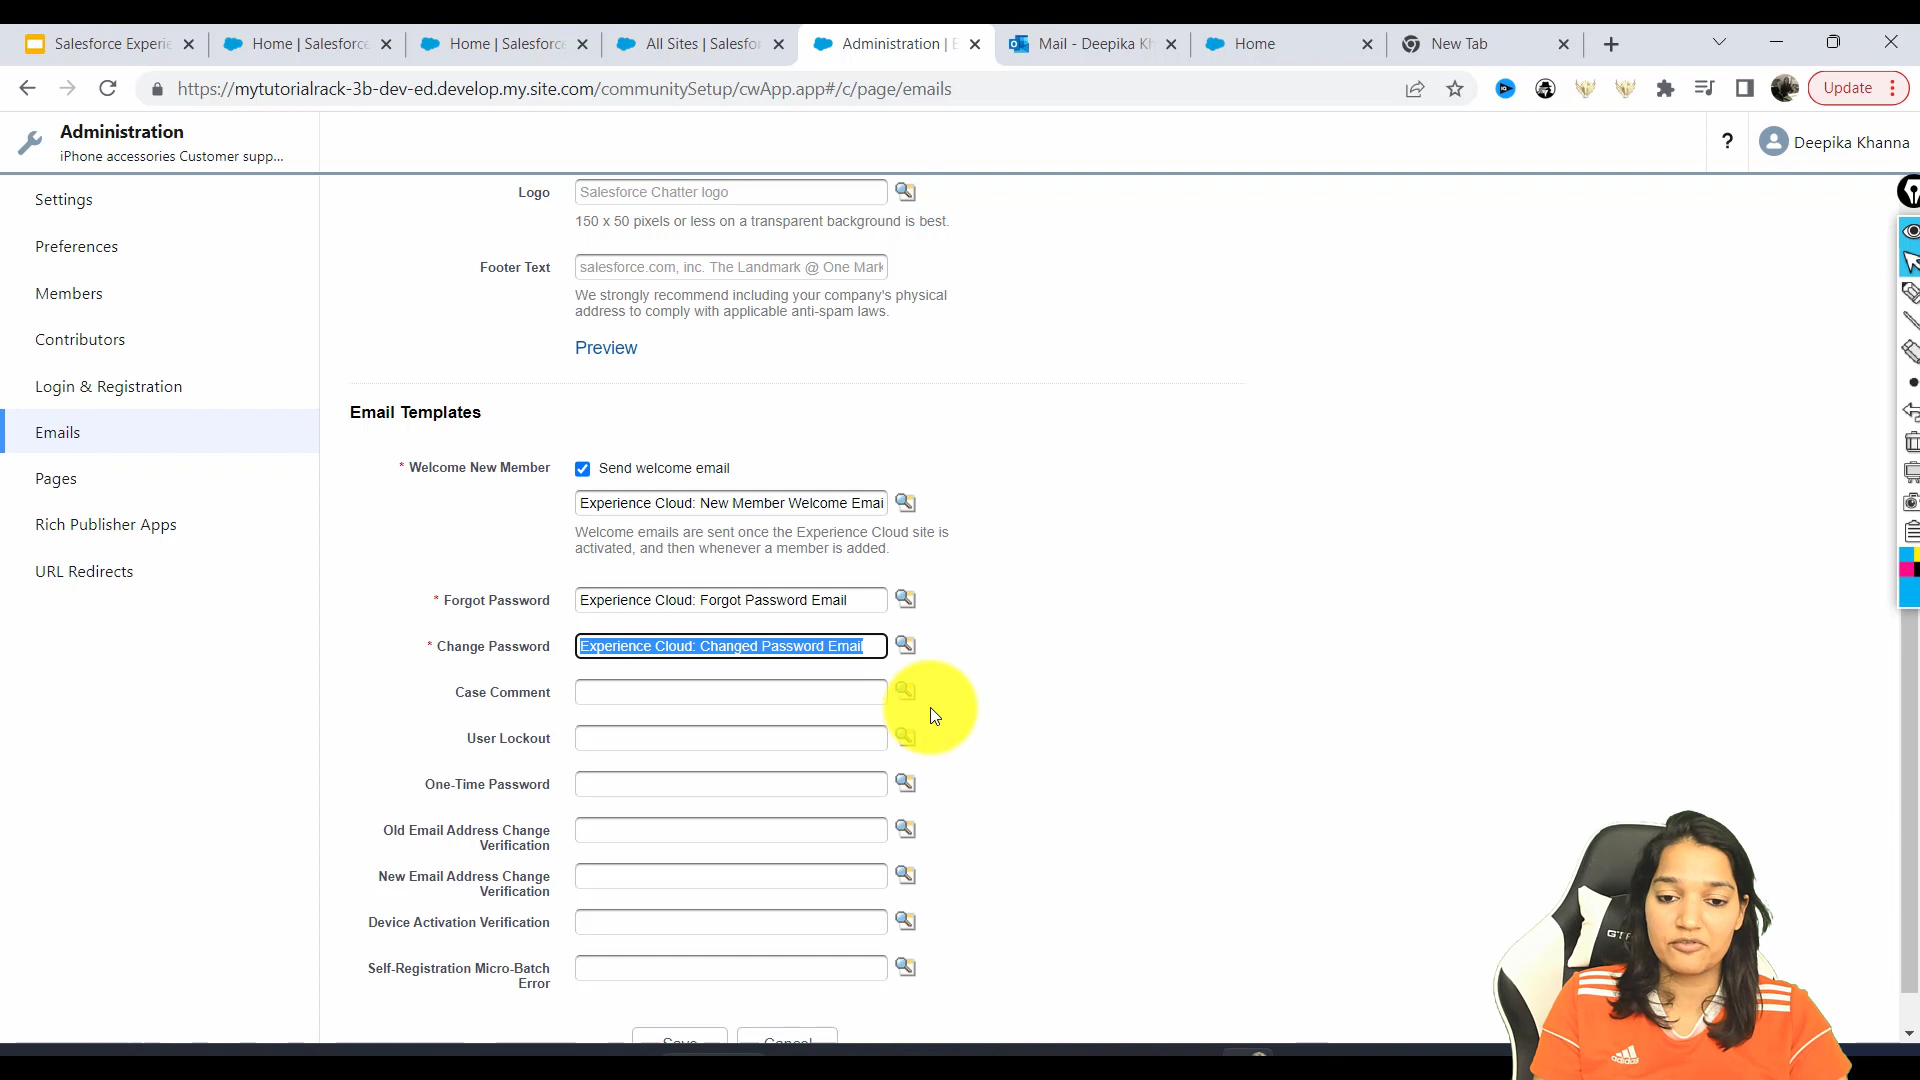 Salesforce Experie
Home | Salesforce
Home | Salesforce
All Sites | Salesfor
Administration | E
Mail - Deepika Kh
Home
New Tab
https://mytutorialrack-3b-dev-ed.develop.my.site.com/communitySetup/cwApp.app#/c/page/emails
Update
Administration
iPhone accessories Customer supp...
?
Deepika Khanna
Settings
Preferences
Members
Contributors
Login & Registration
Emails
Pages
Rich Publisher Apps
URL Redirects
Logo
Salesforce Chatter logo
150 x 50 pixels or less on a transparent background is best.
Footer Text
salesforce.com, inc. The Landmark @ One Mark
We strongly recommend including your company's physical
address to comply with applicable anti-spam laws.
Preview
Email Templates
* Welcome New Member
Send welcome email
Experience Cloud: New Member Welcome Emai
Welcome emails are sent once the Experience Cloud site is
activated, and then whenever a member is added.
* Forgot Password
Experience Cloud: Forgot Password Email
* Change Password
Experience Cloud: Changed Password Email
Case Comment
User Lockout
One-Time Password
Old Email Address Change
Verification
New Email Address Change
Verification
Device Activation Verification
Self-Registration Micro-Batch
Error
Save
Cancel
adidas